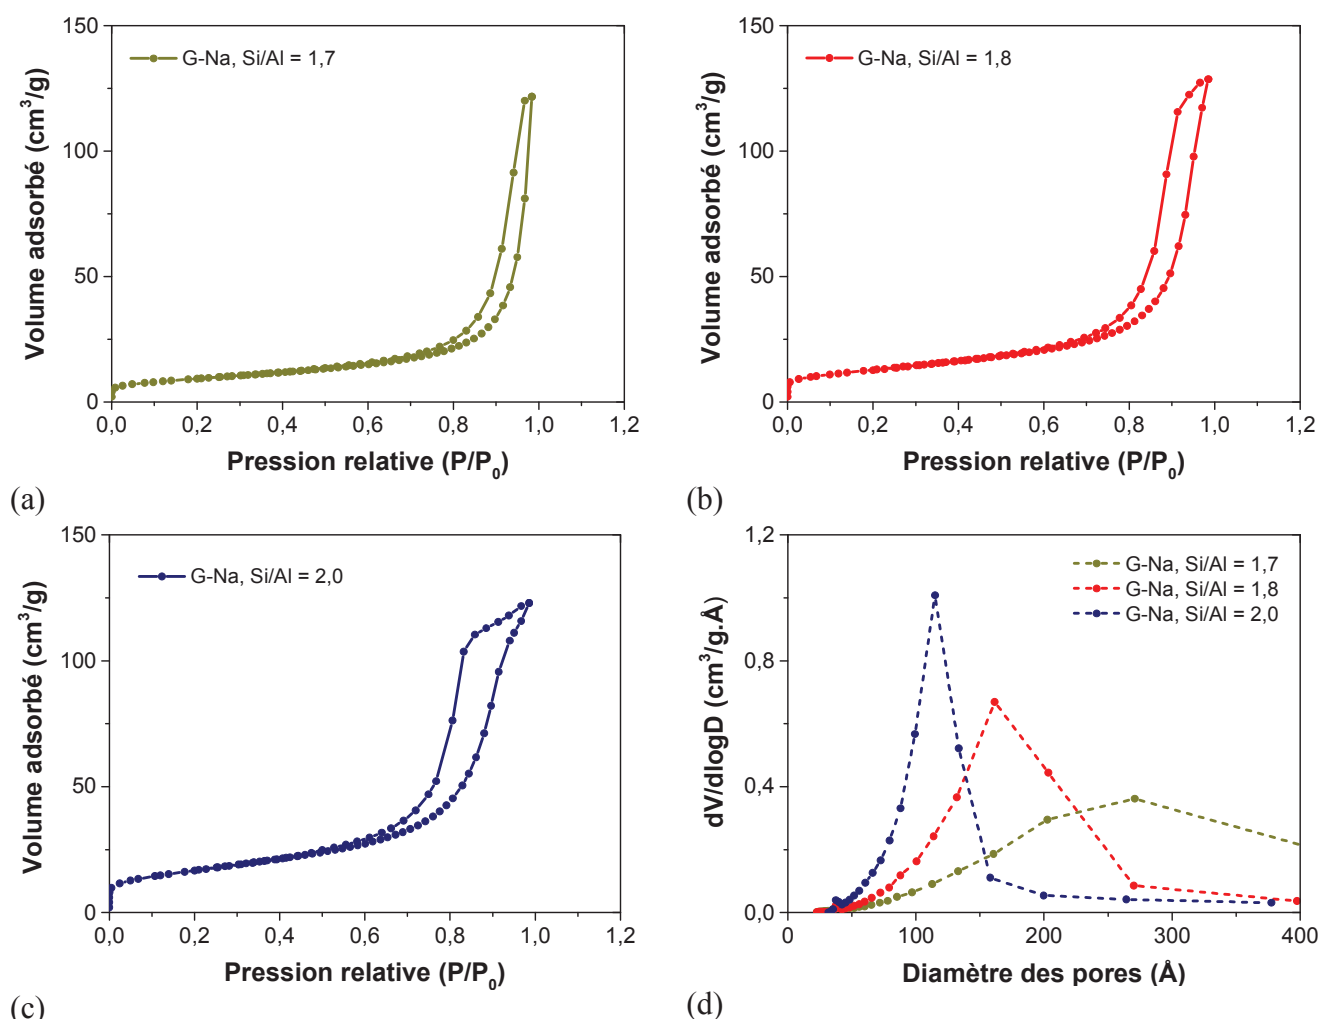 G-Na, Si/Al = 1,7
Volume adsorbé (cm³/g)
150
100
50
0
0,0 0,2 0,4 0,6 0,8 1,0 1,2
Pression relative (P/P₀)
(a)
G-Na, Si/Al = 1,8
Volume adsorbé (cm³/g)
150
100
50
0
0,0 0,2 0,4 0,6 0,8 1,0 1,2
Pression relative (P/P₀)
(b)
G-Na, Si/Al = 2,0
Volume adsorbé (cm³/g)
150
100
50
0
0,0 0,2 0,4 0,6 0,8 1,0 1,2
Pression relative (P/P₀)
(c)
G-Na, Si/Al = 1,7
G-Na, Si/Al = 1,8
G-Na, Si/Al = 2,0
dV/dlogD (cm³/g.Å)
1,2
0,8
0,4
0,0
0 100 200 300 400
Diamètre des pores (Å)
(d)